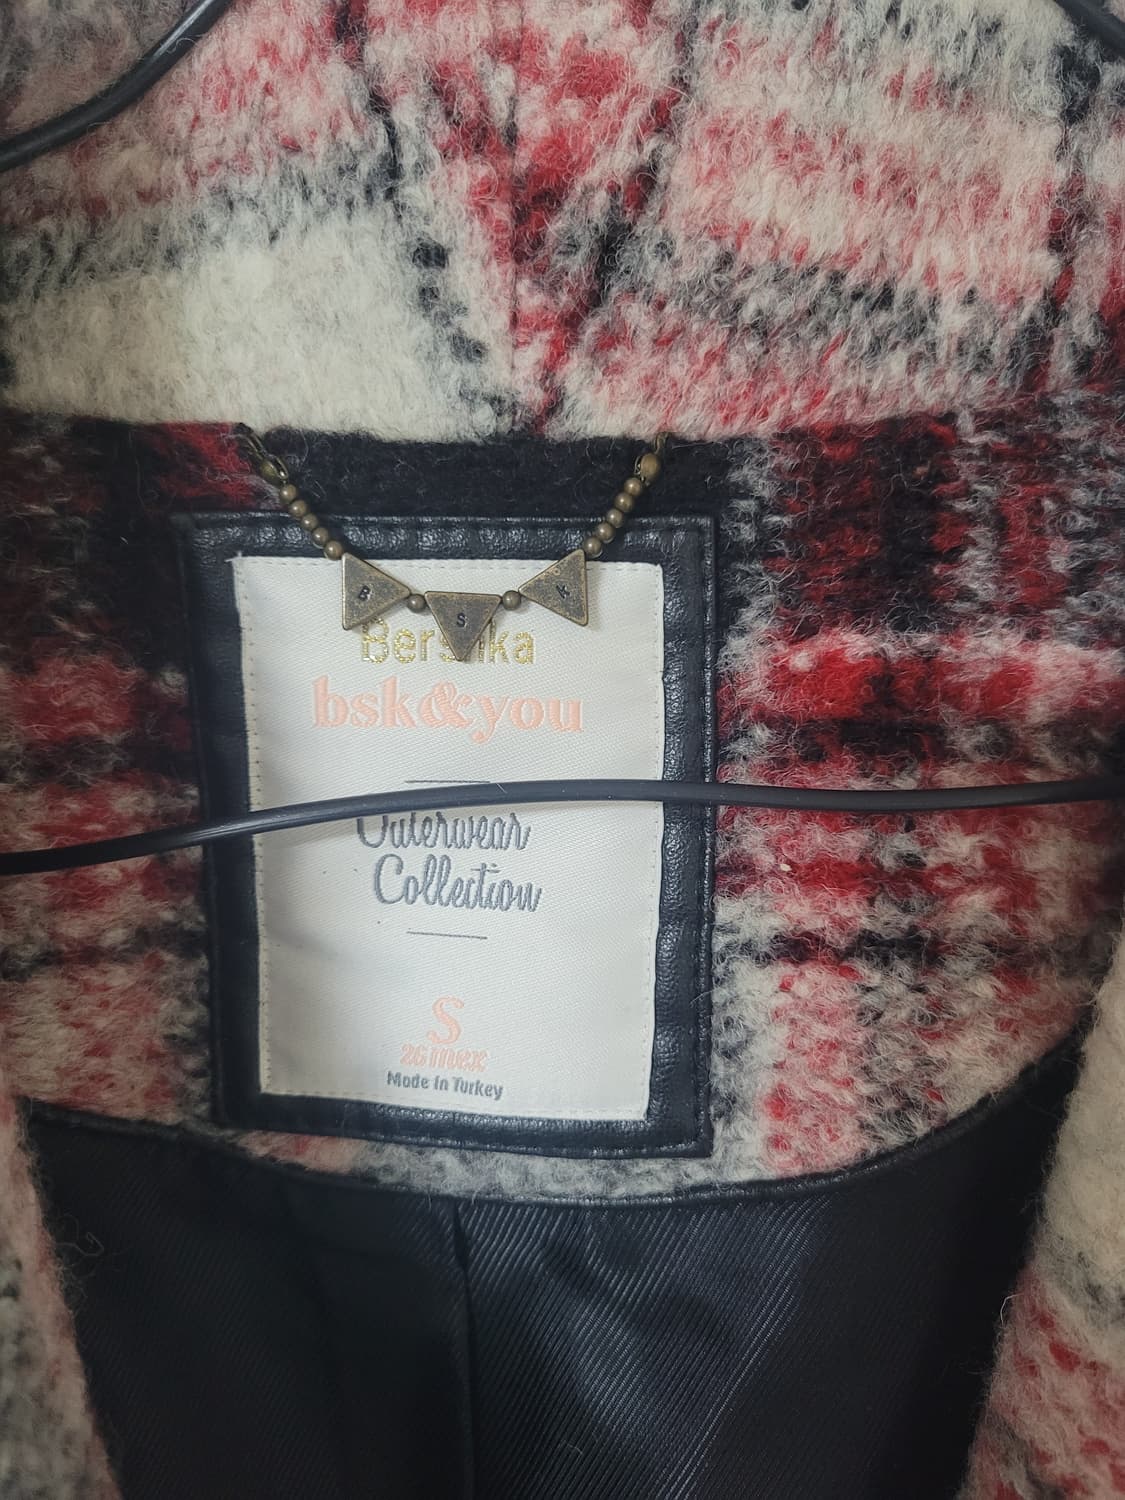 B S K
Bershka
bsk&you
Outerwear
Collection
S
26 mex
Made in Turkey